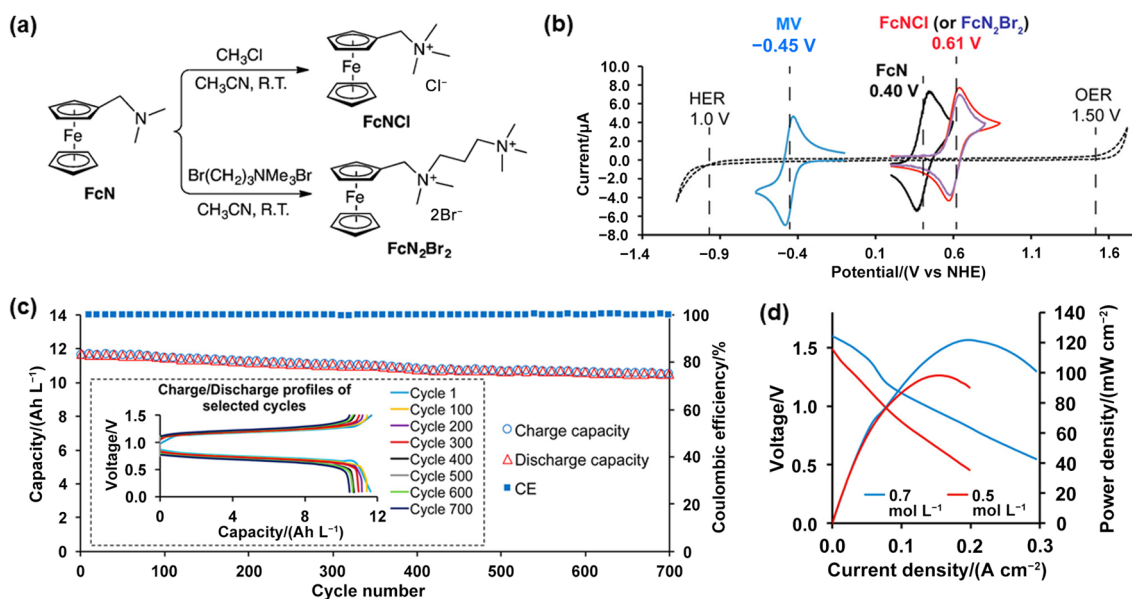 (a)
CH₃Cl
CH₃CN, R.T.
Fe
N
FcN
Br(CH₂)₃NMe₃Br
CH₃CN, R.T.
Fe
N⁺
Cl⁻
FcNCl
Fe
N⁺
N⁺
2Br⁻
FcN₂Br₂
(b)
MV
−0.45 V
FcNCl (or FcN₂Br₂)
0.61 V
FcN
0.40 V
HER
1.0 V
OER
1.50 V
Current/μA
10.0
8.0
6.0
4.0
2.0
0.0
−2.0
−4.0
−6.0
−8.0
−1.4
−0.9
−0.4
0.1
0.6
1.1
1.6
Potential/(V vs NHE)
(c)
Capacity/(Ah L⁻¹)
14
12
10
8
6
4
2
0
0
100
200
300
400
500
600
700
Cycle number
Coulombic efficiency/%
100
80
60
40
20
0
Charge/Discharge profiles of
selected cycles
Voltage/V
1.5
1.0
0.5
0.0
0
4
8
12
Capacity/(Ah L⁻¹)
Cycle 1
Cycle 100
Cycle 200
Cycle 300
Cycle 400
Cycle 500
Cycle 600
Cycle 700
Charge capacity
Discharge capacity
CE
(d)
Voltage/V
1.5
1.0
0.5
0.0
0.0
0.1
0.2
0.3
Current density/(A cm⁻²)
Power density/(mW cm⁻²)
140
120
100
80
60
40
20
0
0.7
mol L⁻¹
0.5
mol L⁻¹